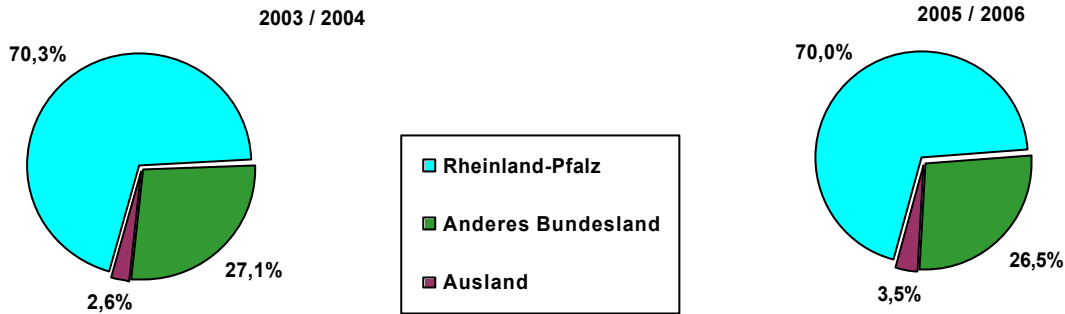 2003 / 2004
70,3%
27,1%
2,6%
Rheinland-Pfalz
Anderes Bundesland
Ausland
2005 / 2006
70,0%
26,5%
3,5%